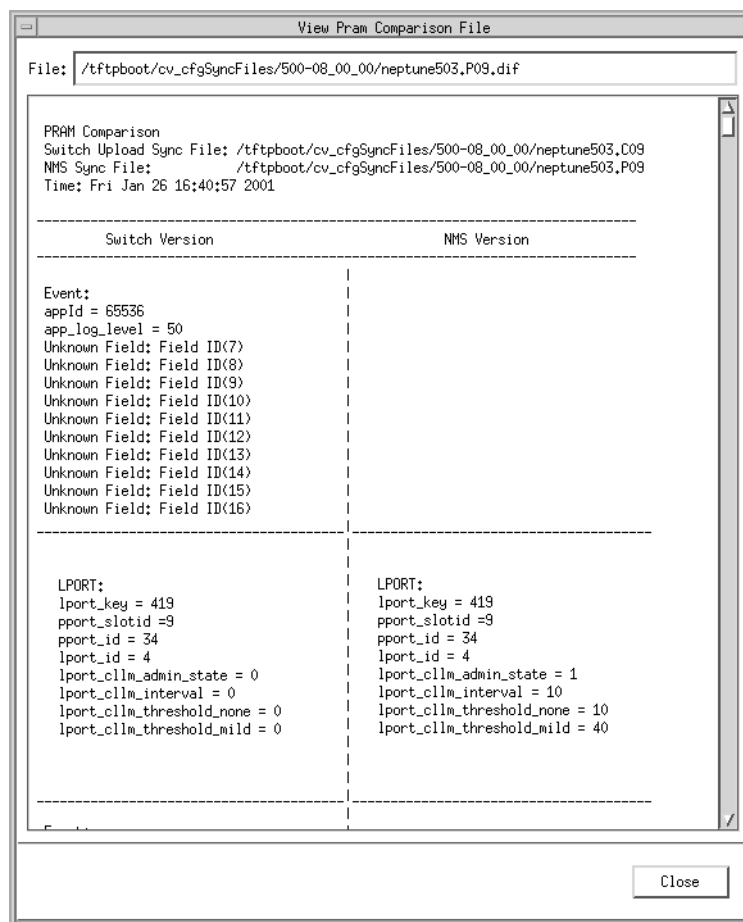 View Pram Comparison File
File: /tftpboot/cv_cfgSyncFiles/500-08_00_00/neptune503.P09.dif
PRAM Comparison
Switch Upload Sync File: /tftpboot/cv_cfgSyncFiles/500-08_00_00/neptune503.C09
NMS Sync File: /tftpboot/cv_cfgSyncFiles/500-08_00_00/neptune503.P09
Time: Fri Jan 26 16:40:57 2001
Switch Version NMS Version
Event:
appId = 65536
app_log_level = 50
Unknown Field: Field ID(7)
Unknown Field: Field ID(8)
Unknown Field: Field ID(9)
Unknown Field: Field ID(10)
Unknown Field: Field ID(11)
Unknown Field: Field ID(12)
Unknown Field: Field ID(13)
Unknown Field: Field ID(14)
Unknown Field: Field ID(15)
Unknown Field: Field ID(16)
LPORT:
lport_key = 419
pport_slotid =9
pport_id = 34
lport_id = 4
lport_cllm_admin_state = 0
lport_cllm_interval = 0
lport_cllm_threshold_none = 0
lport_cllm_threshold_mild = 0
LPORT:
lport_key = 419
pport_slotid =9
pport_id = 34
lport_id = 4
lport_cllm_admin_state = 1
lport_cllm_interval = 10
lport_cllm_threshold_none = 10
lport_cllm_threshold_mild = 40
Close